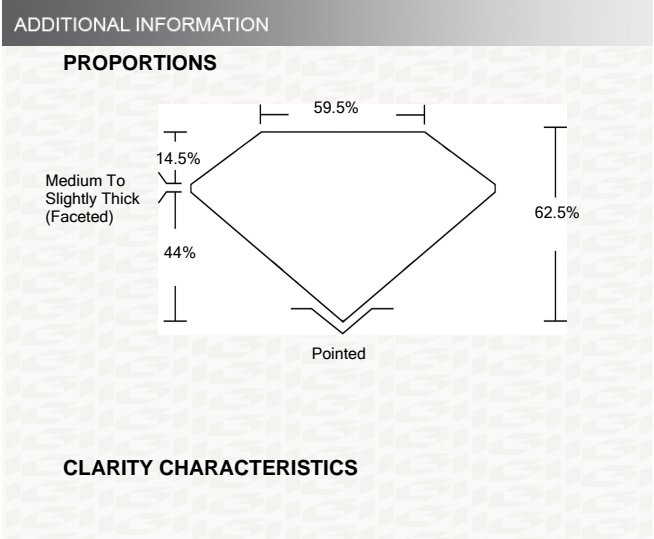 ADDITIONAL INFORMATION
PROPORTIONS
59.5%
14.5%
Medium To
Slightly Thick
(Faceted)
62.5%
44%
Pointed
CLARITY CHARACTERISTICS